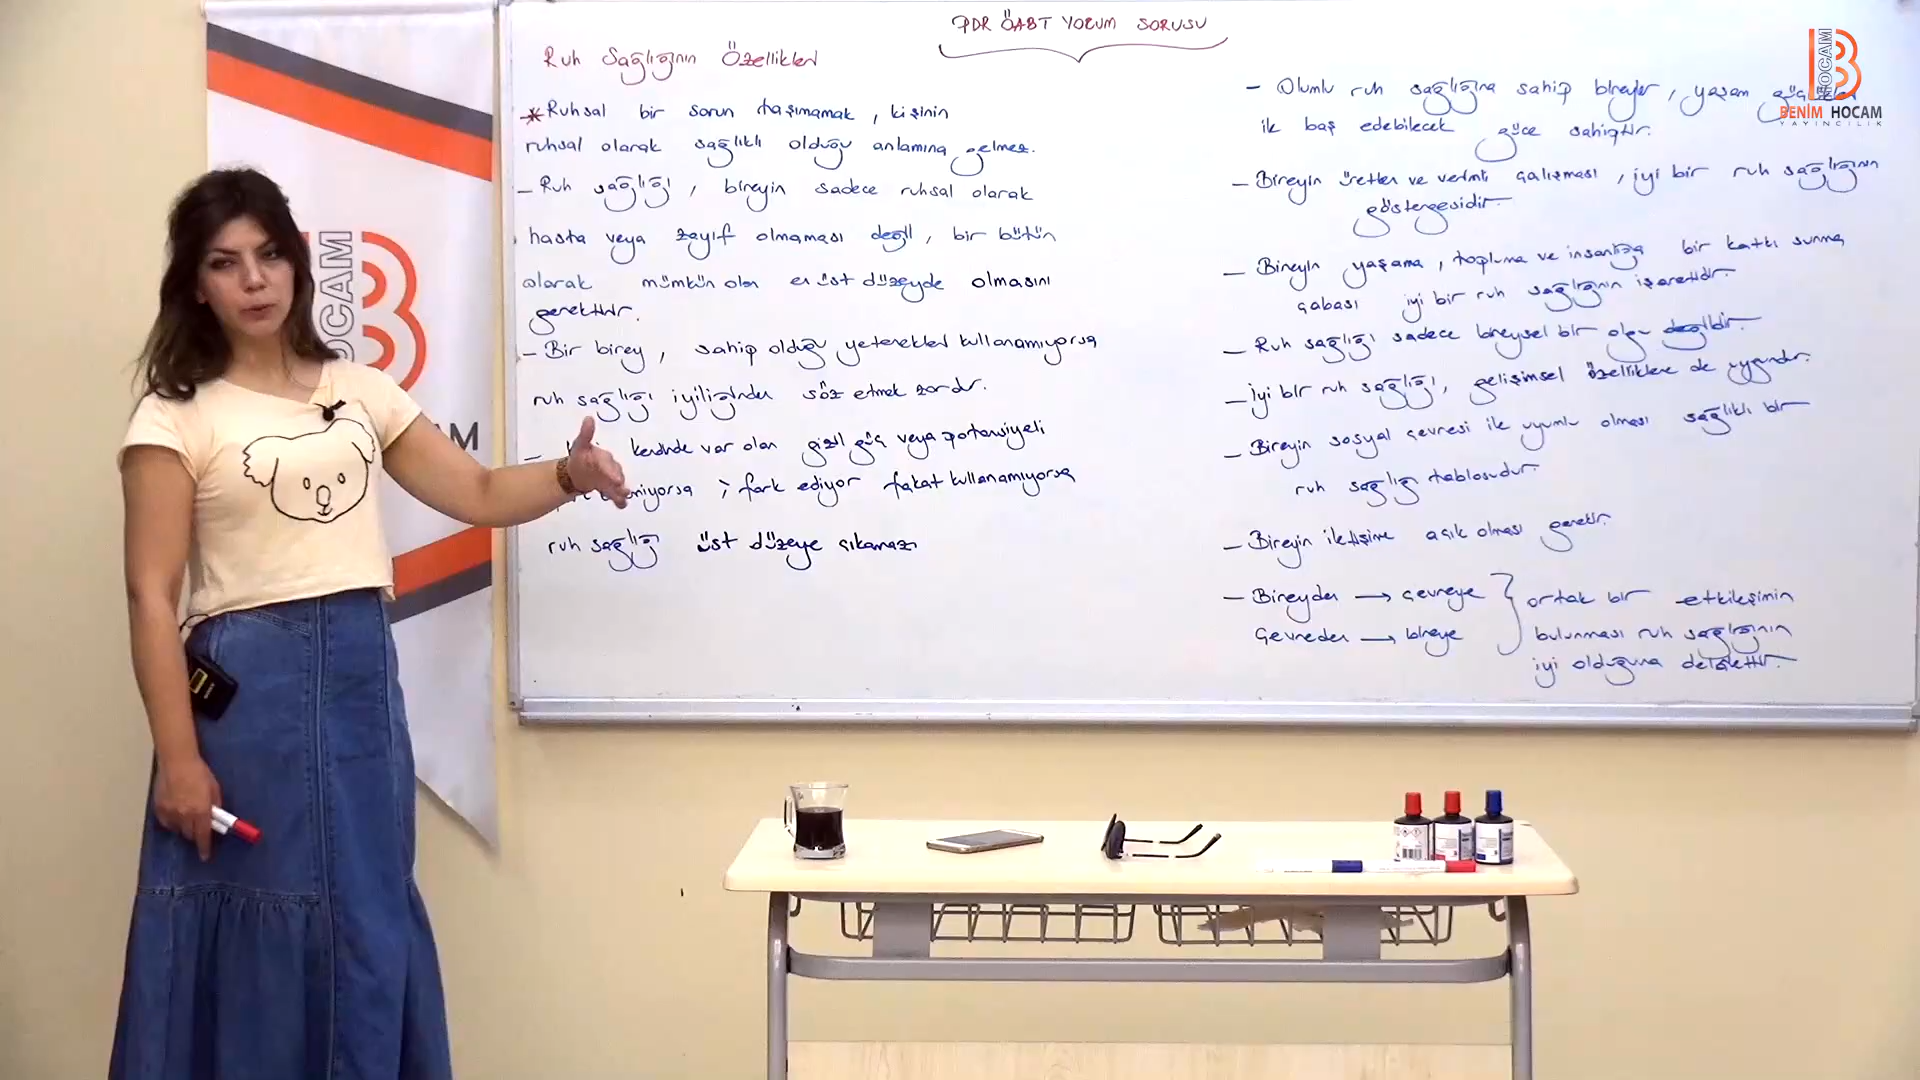 PDR ÖABT YORUM SORUSU
Ruh Sağlığının Özellikleri
* Ruhsal bir sorun taşımamak, kişinin
ruhsal olarak sağlıklı olduğu anlamına gelmez.
- Ruh sağlığı, bireyin sadece ruhsal olarak
hasta veya zayıf olmaması değil, bir bütün
olarak mümkün olan en üst düzeyde olmasını
gerektirir.
- Bir birey, sahip olduğu yetenekleri kullanamıyorsa
ruh sağlığı iyiliğinden söz etmek zordur.
- kendinde var olan gizil güç veya potansiyeli
; fark ediyor fakat kullanamıyorsa
ruh sağlığı üst düzeye çıkamaz.
- Olumlu ruh sağlığına sahip bireyler, yaşam
ile baş edebilecek güce sahiptir.
- Bireyin üretken ve verimli çalışması, iyi bir ruh sağlığının
göstergesidir.
- Bireyin yaşama, topluma ve insanlığa bir katkı sunma
çabası iyi bir ruh sağlığının işaretidir.
- Ruh sağlığı sadece bireysel bir olgu değildir.
- İyi bir ruh sağlığı, gelişimsel özelliklere de uygundur.
- Bireyin sosyal çevresi ile uyumlu olması sağlıklı bir
ruh sağlığı tablosudur.
- Bireyin iletişime açık olması gerekir.
- Bireyden → çevreye } ortak bir etkileşimin
Çevreden → bireye bulunması ruh sağlığının
iyi olduğuna delalettir.
HOCAM
BENİM HOCAM
YAYINCILIK
OCAM
AM